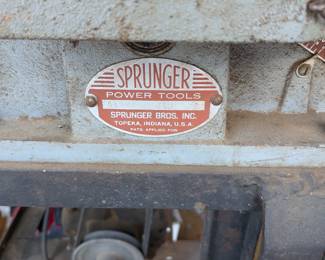 SPRUNGER
POWER TOOLS
SPRUNGER BROS. INC.
TOPEKA, INDIANA, U.S.A.
PATS. APPLIED FOR